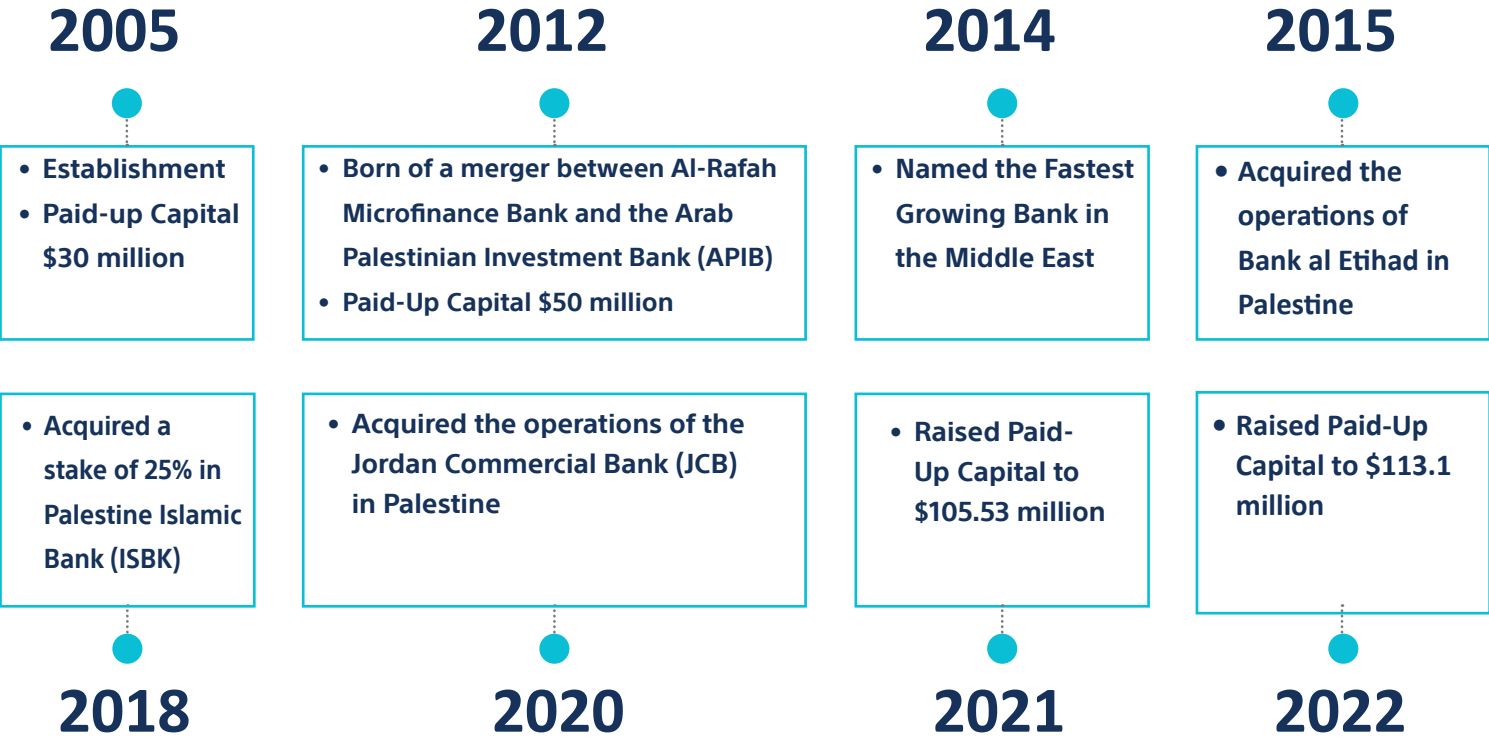 2005
2012
2014
2015
• Establishment
• Paid-up Capital
$30 million
• Born of a merger between Al-Rafah
Microfinance Bank and the Arab
Palestinian Investment Bank (APIB)
• Paid-Up Capital $50 million
• Named the Fastest
Growing Bank in
the Middle East
• Acquired the
operations of
Bank al Etihad in
Palestine
• Acquired a
stake of 25% in
Palestine Islamic
Bank (ISBK)
• Acquired the operations of the
Jordan Commercial Bank (JCB)
in Palestine
• Raised Paid-
Up Capital to
$105.53 million
• Raised Paid-Up
Capital to $113.1
million
2018
2020
2021
2022